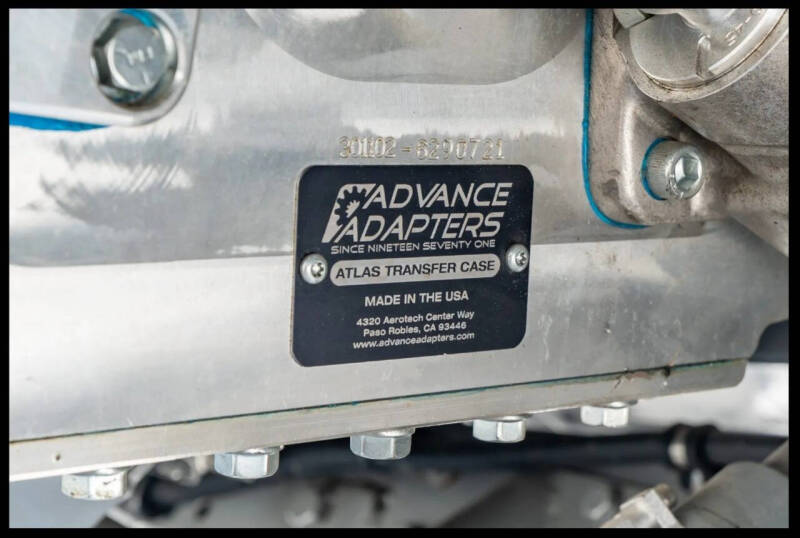 301102-6290721
ADVANCE
ADAPTERS
SINCE NINETEEN SEVENTY ONE
ATLAS TRANSFER CASE
MADE IN THE USA
4320 Aerotech Center Way
Paso Robles, CA 93446
www.advanceadapters.com